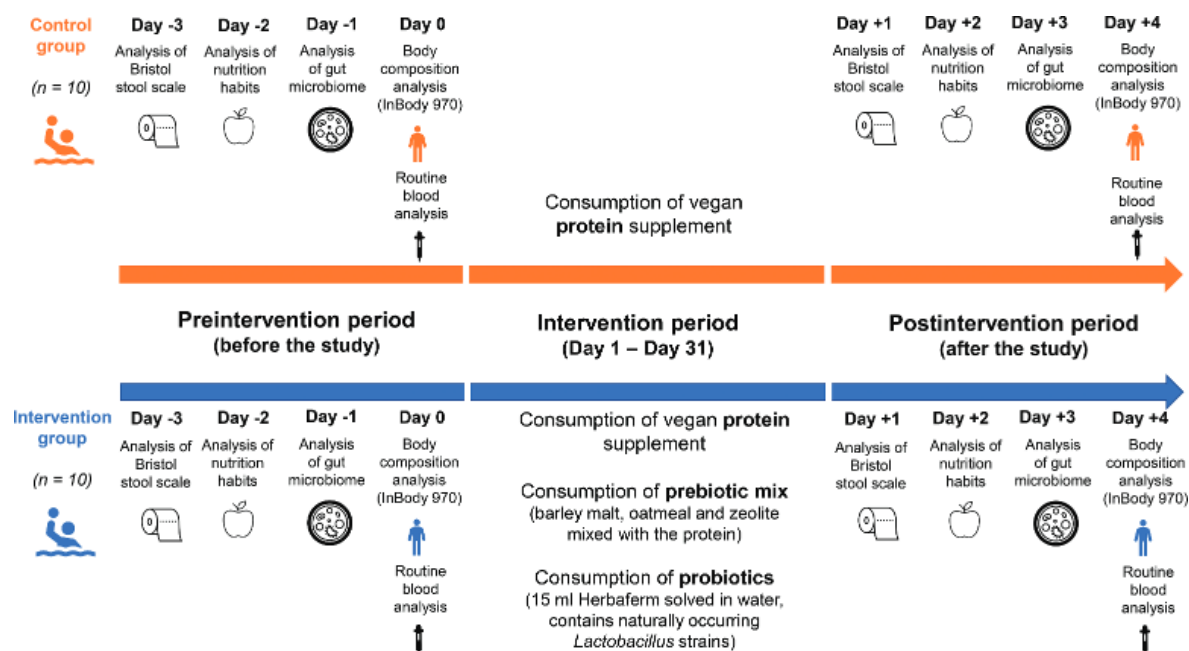 Control
group
(n = 10)
Day -3
Analysis of
Bristol
stool scale
Day -2
Analysis of
nutrition
habits
Day -1
Analysis
of gut
microbiome
Day 0
Body
composition
analysis
(InBody 970)
Routine
blood
analysis
Consumption of vegan
protein supplement
Day +1
Analysis of
Bristol
stool scale
Day +2
Analysis of
nutrition
habits
Day +3
Analysis
of gut
microbiome
Day +4
Body
composition
analysis
(InBody 970)
Routine
blood
analysis
Preintervention period
(before the study)
Intervention period
(Day 1 – Day 31)
Postintervention period
(after the study)
Intervention
group
(n = 10)
Day -3
Analysis of
Bristol
stool scale
Day -2
Analysis of
nutrition
habits
Day -1
Analysis
of gut
microbiome
Day 0
Body
composition
analysis
(InBody 970)
Routine
blood
analysis
Consumption of vegan protein
supplement
Consumption of prebiotic mix
(barley malt, oatmeal and zeolite
mixed with the protein)
Consumption of probiotics
(15 ml Herbaferm solved in water,
contains naturally occurring
Lactobacillus strains)
Day +1
Analysis of
Bristol
stool scale
Day +2
Analysis of
nutrition
habits
Day +3
Analysis
of gut
microbiome
Day +4
Body
composition
analysis
(InBody 970)
Routine
blood
analysis